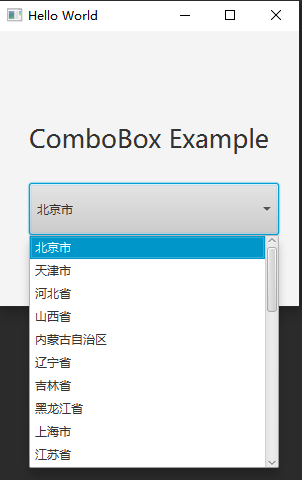 Hello World
ComboBox Example
北京市
北京市
天津市
河北省
山西省
内蒙古自治区
辽宁省
吉林省
黑龙江省
上海市
江苏省